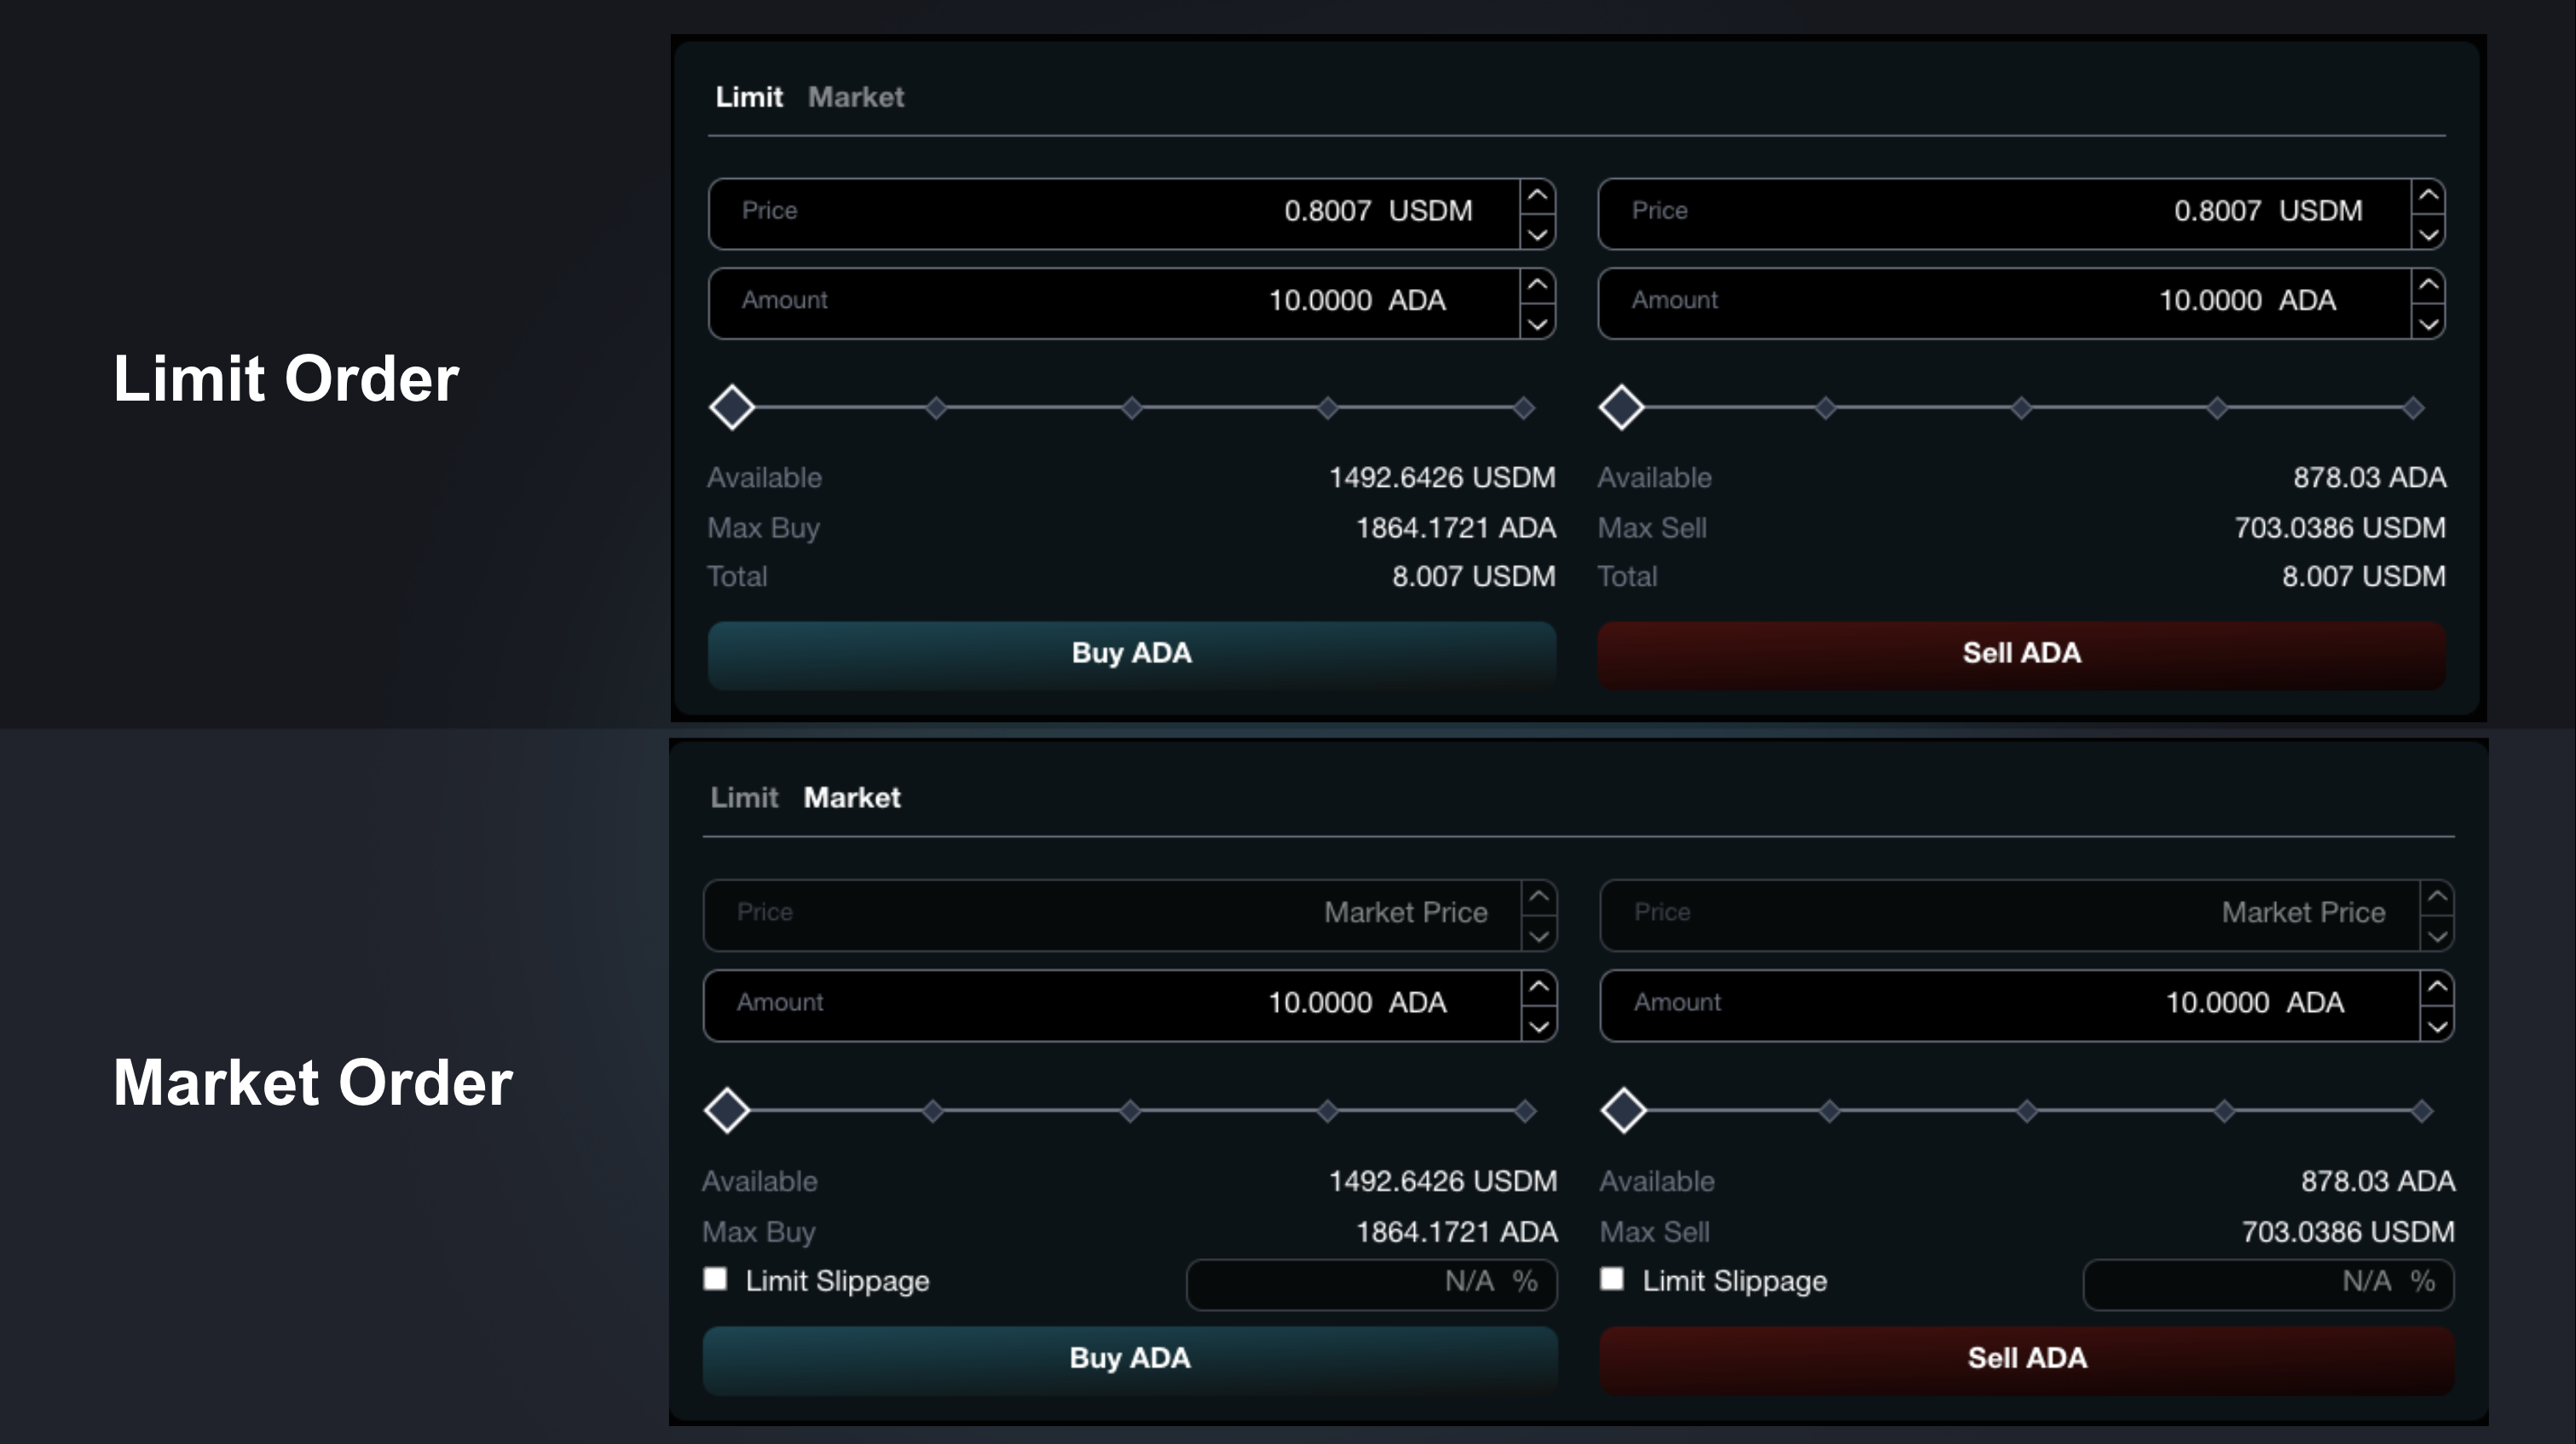 Limit Order
Limit Market
Price 0.8007 USDM
Price 0.8007 USDM
Amount 10.0000 ADA
Amount 10.0000 ADA
Available 1492.6426 USDM
Available 878.03 ADA
Max Buy 1864.1721 ADA
Max Sell 703.0386 USDM
Total 8.007 USDM
Total 8.007 USDM
Buy ADA
Sell ADA
Market Order
Limit Market
Price Market Price
Price Market Price
Amount 10.0000 ADA
Amount 10.0000 ADA
Available 1492.6426 USDM
Available 878.03 ADA
Max Buy 1864.1721 ADA
Max Sell 703.0386 USDM
Limit Slippage N/A %
Limit Slippage N/A %
Buy ADA
Sell ADA